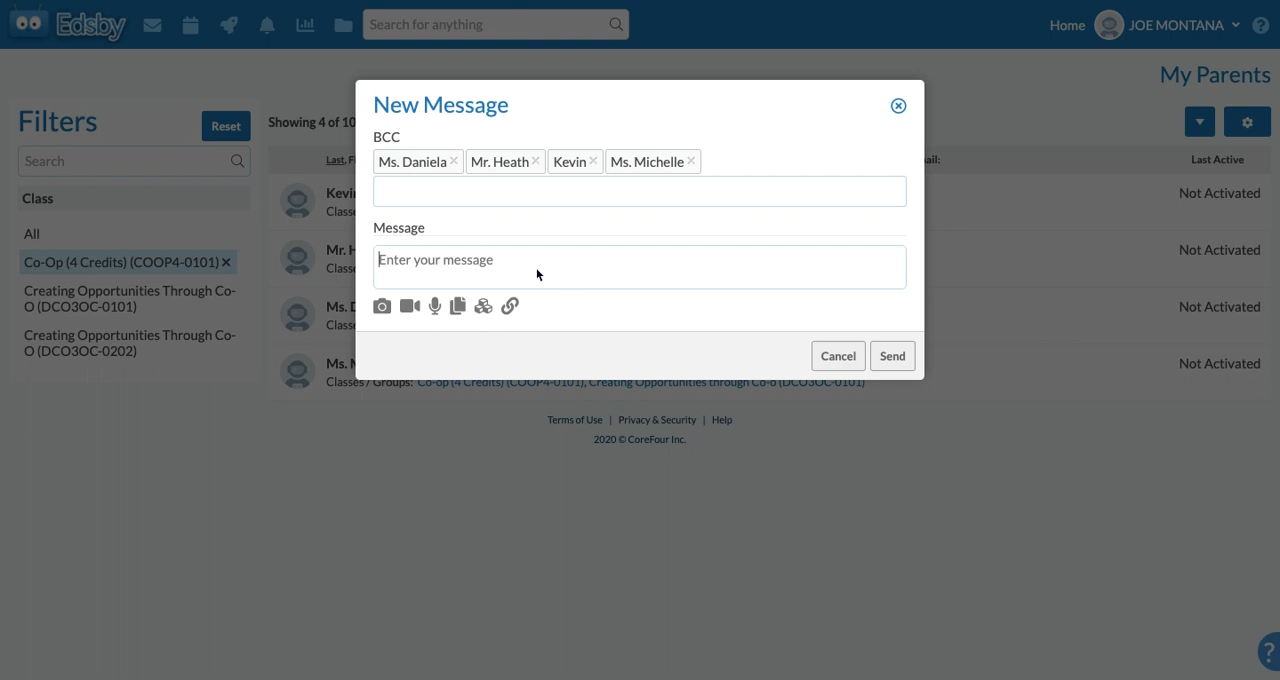 Edsby
Search for anything
Home
JOE MONTANA
My Parents
Filters
Reset
Showing 4 of 10
Search
Class
All
Co-Op (4 Credits) (COOP4-0101)
Creating Opportunities Through Co-
O (DCO3OC-0101)
Creating Opportunities Through Co-
O (DCO3OC-0202)
New Message
BCC
Ms. Daniela
Mr. Heath
Kevin
Ms. Michelle
Message
Enter your message
Cancel
Send
Last,
Last Active
Not Activated
Mr.
Not Activated
Not Activated
Ms.
Not Activated
Classes / Groups: Co-op (4 Credits) (COOP4-0101), Creating Opportunities through Co-o (DCO3OC-0101)
Terms of Use | Privacy & Security | Help
2020 © CoreFour Inc.